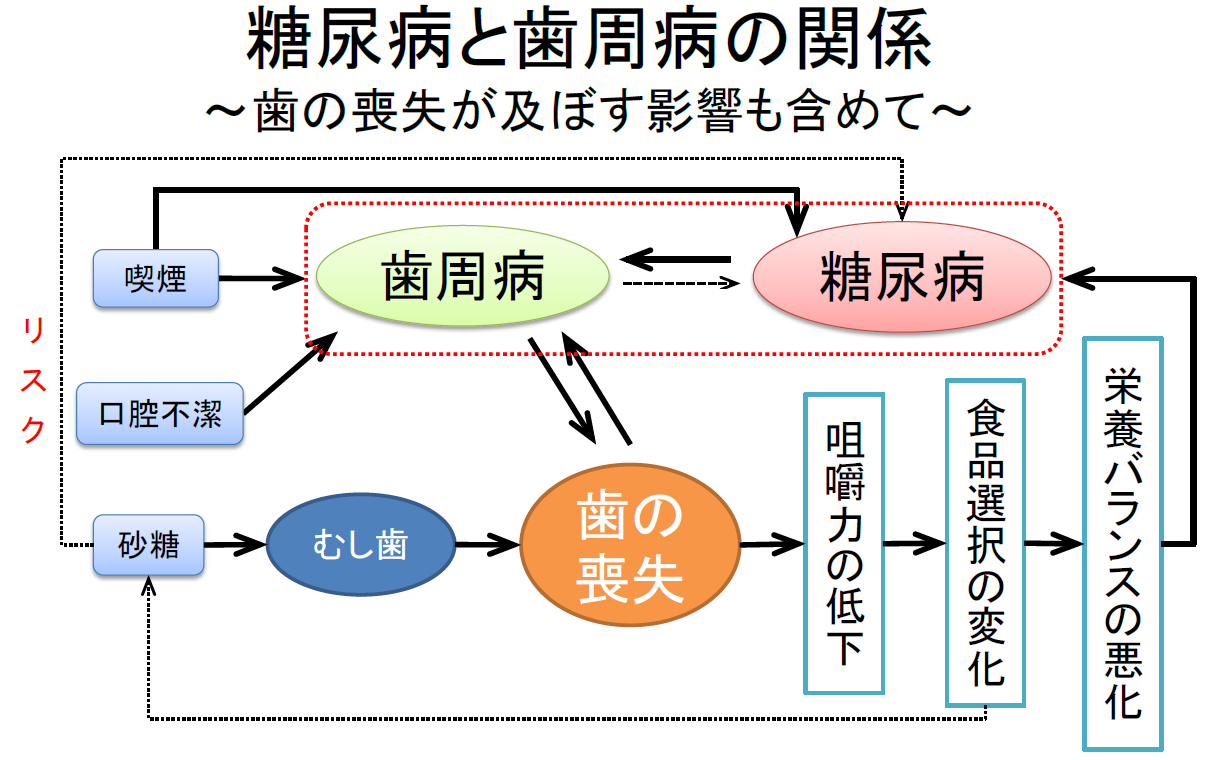 糖尿病と歯周病の関係
～歯の喪失が及ぼす影響も含めて～
喫煙
歯周病
糖尿病
リスク
口腔不潔
砂糖
むし歯
歯の
喪失
咀嚼力の低下
食品選択の変化
栄養バランスの悪化